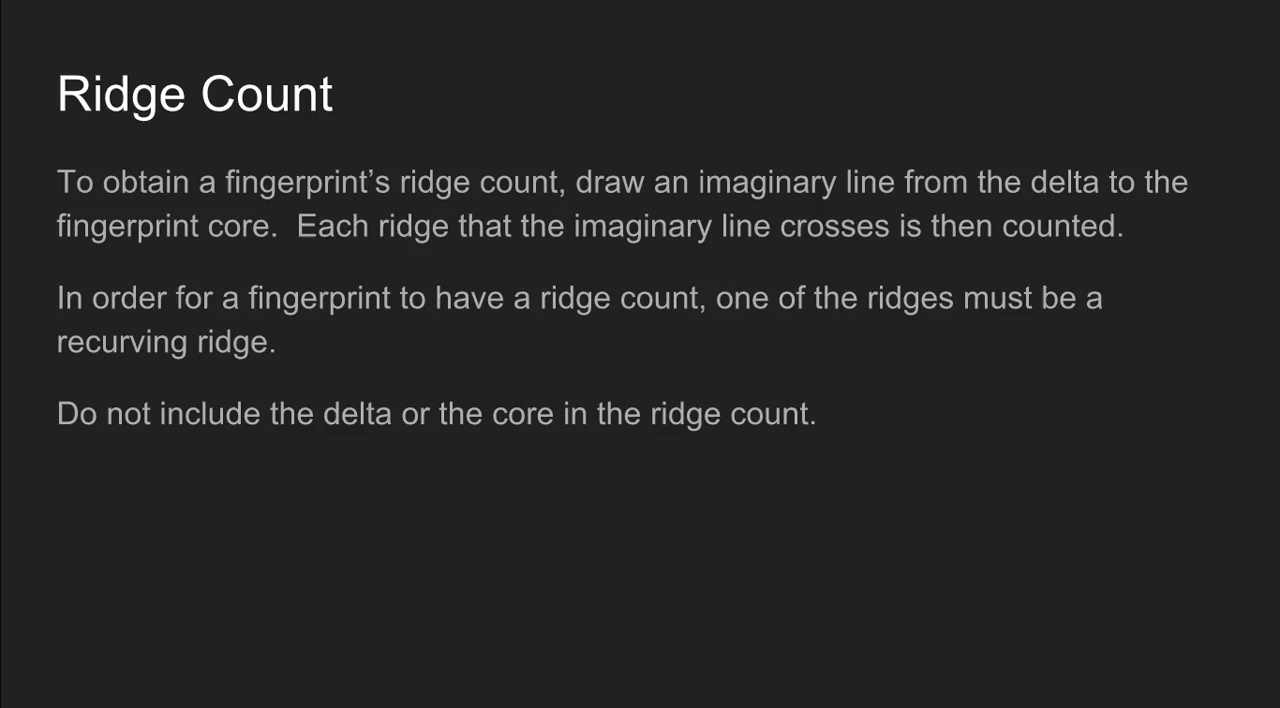 Ridge Count
To obtain a fingerprint’s ridge count, draw an imaginary line from the delta to the
fingerprint core.  Each ridge that the imaginary line crosses is then counted.
In order for a fingerprint to have a ridge count, one of the ridges must be a
recurving ridge.
Do not include the delta or the core in the ridge count.